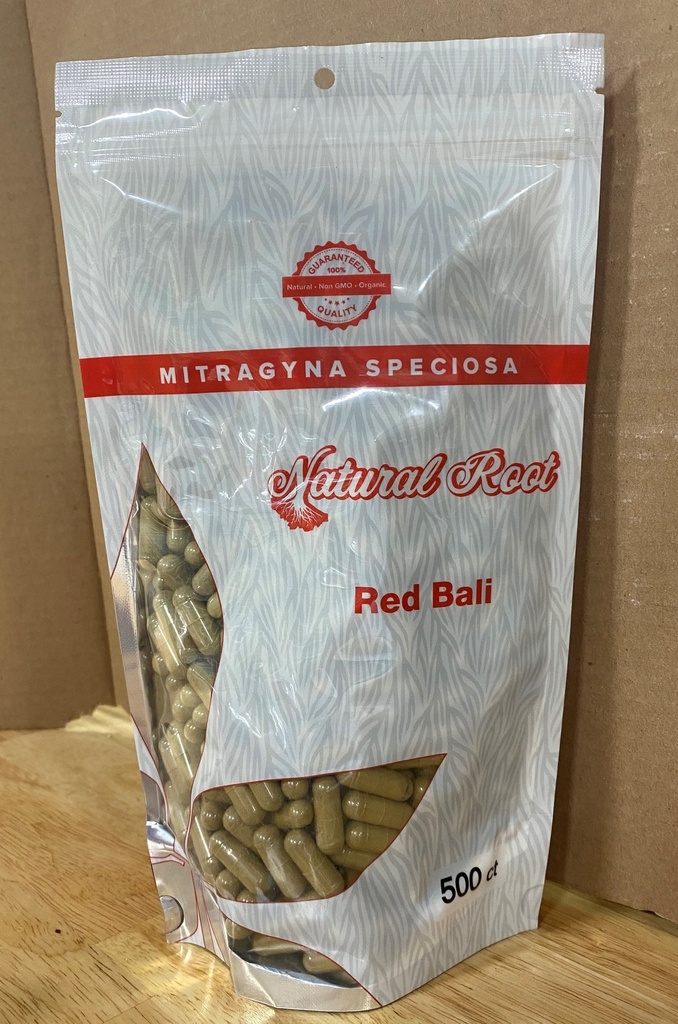 GUARANTEED
100%
Natural • Non GMO • Organic
QUALITY
MITRAGYNA SPECIOSA
Natural Root
Red Bali
500 ct